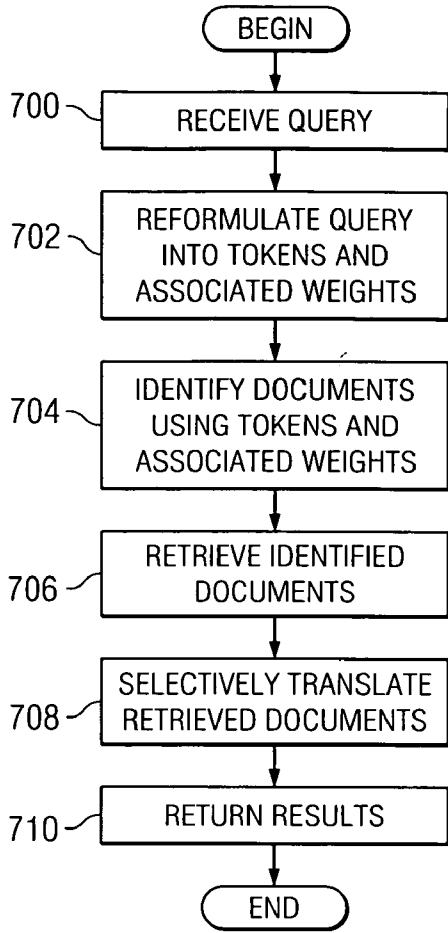 BEGIN
700
RECEIVE QUERY
702
REFORMULATE QUERY
INTO TOKENS AND
ASSOCIATED WEIGHTS
704
IDENTIFY DOCUMENTS
USING TOKENS AND
ASSOCIATED WEIGHTS
706
RETRIEVE IDENTIFIED
DOCUMENTS
708
SELECTIVELY TRANSLATE
RETRIEVED DOCUMENTS
710
RETURN RESULTS
END